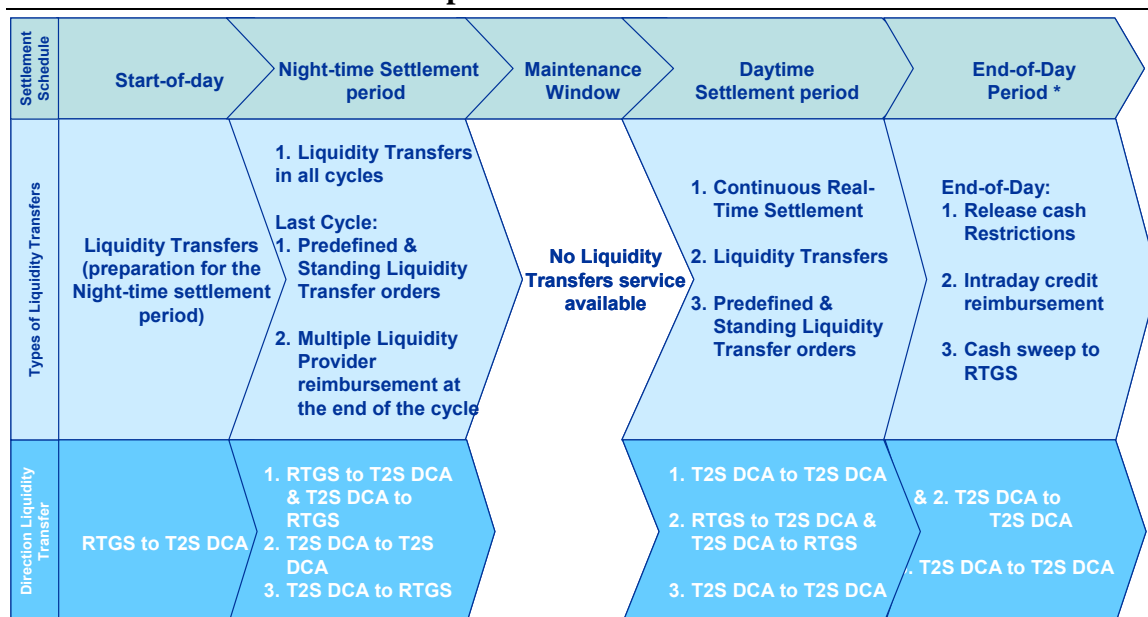 Settlement
Schedule
Start-of-day
Night-time Settlement
period
Maintenance
Window
Daytime
Settlement period
End-of-Day
Period *
Types of Liquidity Transfers
Liquidity Transfers
(preparation for the
Night-time settlement
period)
1. Liquidity Transfers
in all cycles
Last Cycle:
1. Predefined &
Standing Liquidity
Transfer orders
2. Multiple Liquidity
Provider
reimbursement at
the end of the cycle
No Liquidity
Transfers service
available
1. Continuous Real-
Time Settlement
2. Liquidity Transfers
3. Predefined &
Standing Liquidity
Transfer orders
End-of-Day:
1. Release cash
Restrictions
2. Intraday credit
reimbursement
3. Cash sweep to
RTGS
Direction Liquidity
Transfer
RTGS to T2S DCA
1. RTGS to T2S DCA
& T2S DCA to
RTGS
2. T2S DCA to T2S
DCA
3. T2S DCA to RTGS
1. T2S DCA to T2S DCA
2. RTGS to T2S DCA &
T2S DCA to RTGS
3. T2S DCA to T2S DCA
& 2. T2S DCA to
T2S DCA
. T2S DCA to T2S DCA